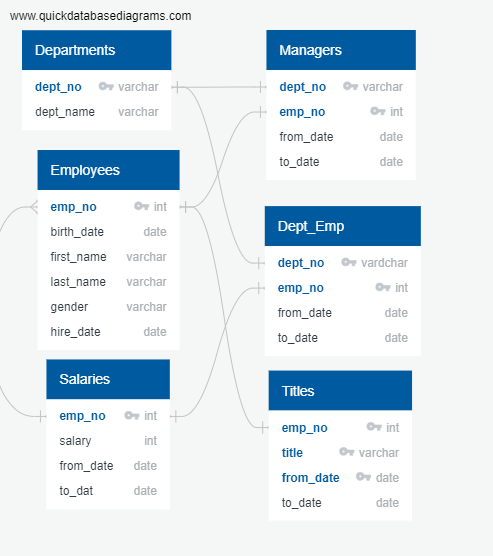 www.quickdatabasediagrams.com
Departments
dept_no varchar
dept_name varchar
Managers
dept_no varchar
emp_no int
from_date date
to_date date
Employees
emp_no int
birth_date date
first_name varchar
last_name varchar
gender varchar
hire_date date
Dept_Emp
dept_no vardchar
emp_no int
from_date date
to_date date
Salaries
emp_no int
salary int
from_date date
to_dat date
Titles
emp_no int
title varchar
from_date date
to_date date